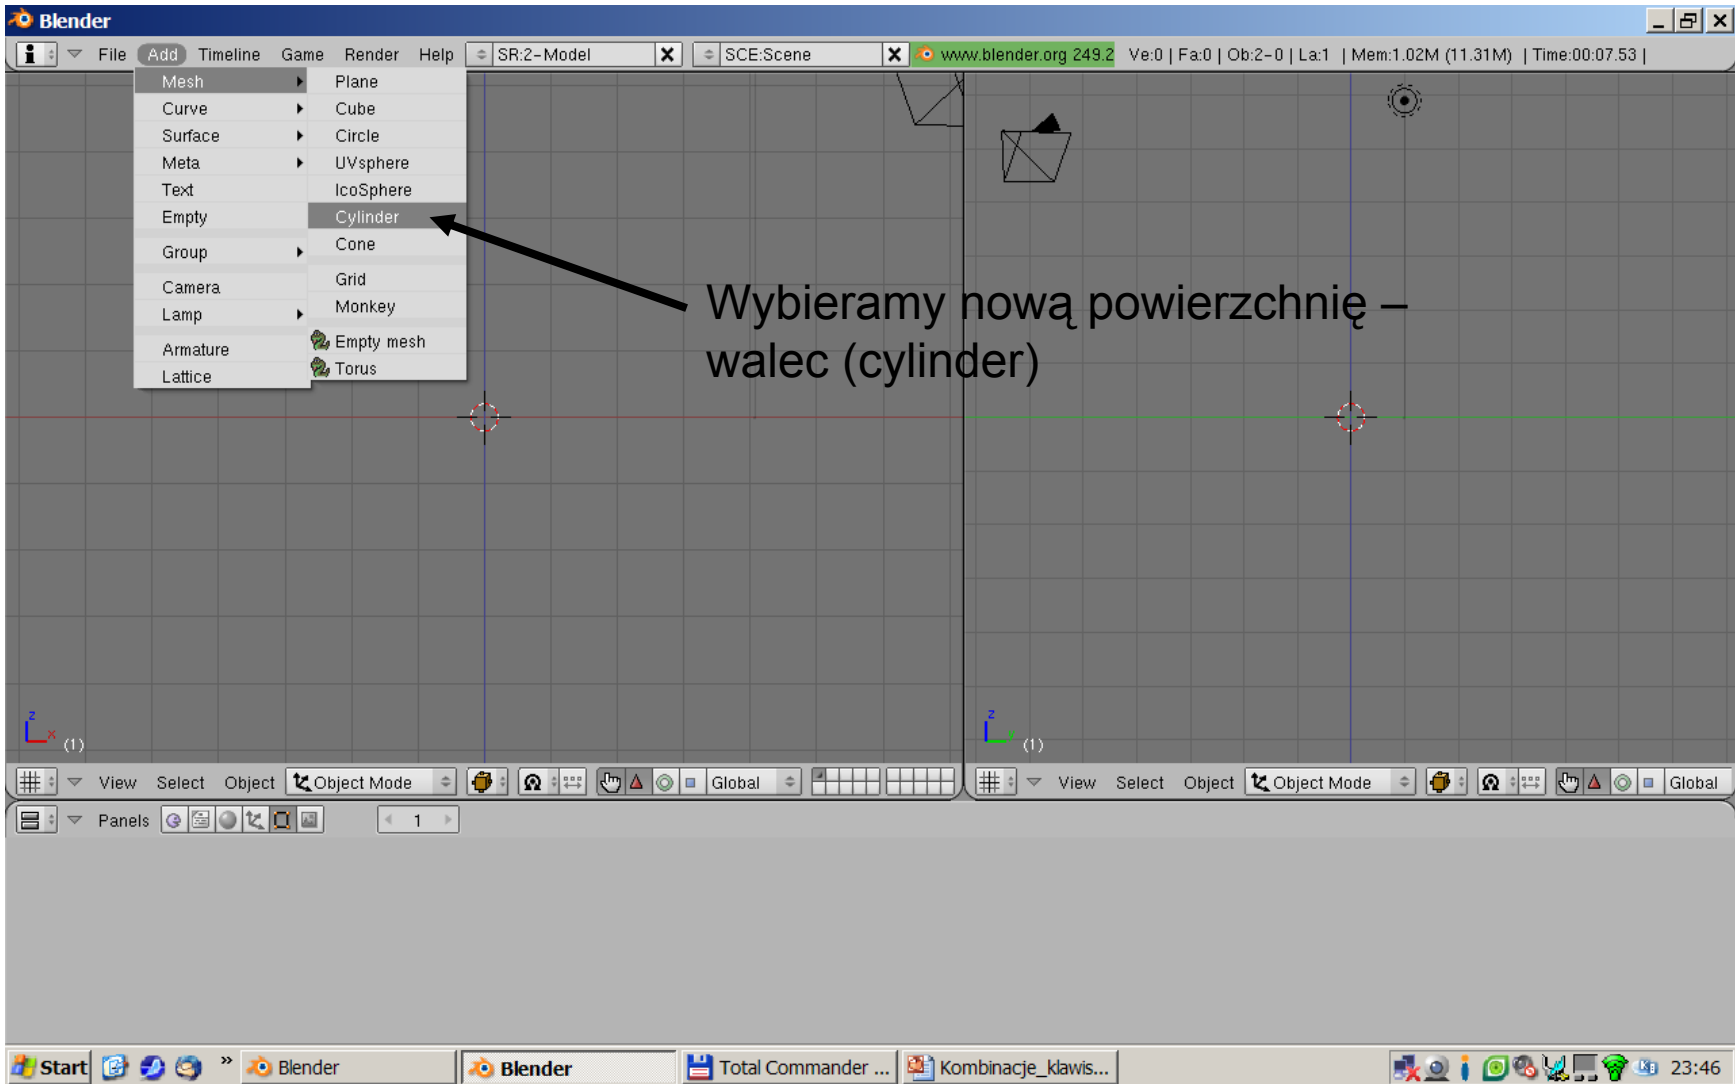 Blender
File Add Timeline Game Render Help SR:2-Model SCE:Scene www.blender.org 249.2 Ve:0 | Fa:0 | Ob:2-0 | La:1 | Mem:1.02M (11.31M) | Time:00:07.53 |
Mesh
Curve
Surface
Meta
Text
Empty
Group
Camera
Lamp
Armature
Lattice
Plane
Cube
Circle
UVsphere
IcoSphere
Cylinder
Cone
Grid
Monkey
Empty mesh
Torus
Wybieramy nową powierzchnię –
walec (cylinder)
z
x
(1)
z
y
(1)
View Select Object Object Mode Global
View Select Object Object Mode Global
Panels 1
Start » Blender Blender Total Commander ... Kombinacje_klawis... 23:46